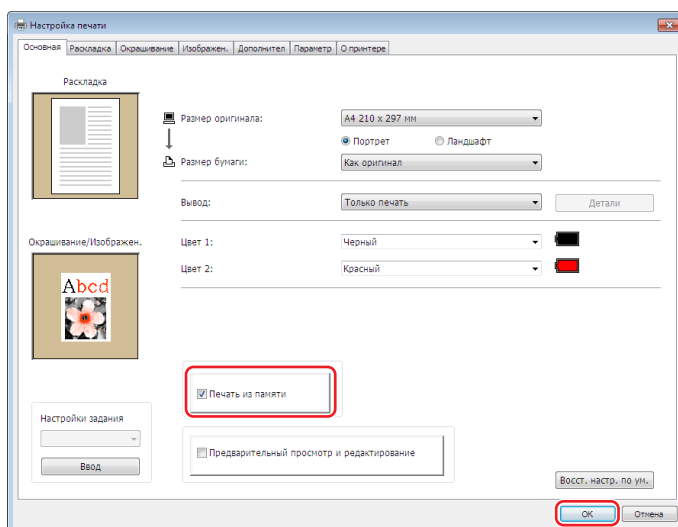 Настройка печати
Основная Раскладка Окрашивание Изображен. Дополнител Параметр О принтере
Раскладка
Размер оригинала: A4 210 x 297 мм
Портрет Ландшафт
Размер бумаги: Как оригинал
Вывод: Только печать Детали
Окрашивание/Изображен.
Цвет 1: Черный
Цвет 2: Красный
Abcd
Печать из памяти
Настройки задания
Предварительный просмотр и редактирование
Ввод
Восст. настр. по ум.
OK Отмена